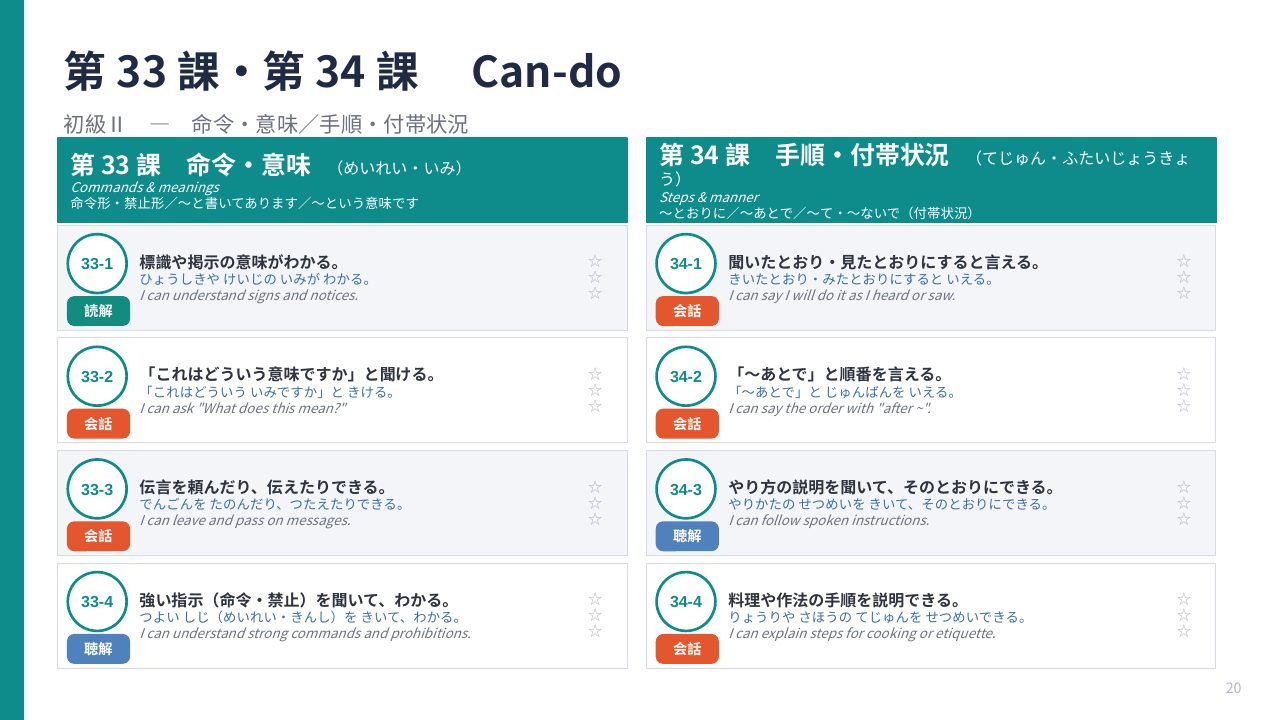 第 33 課・第 34 課　Can-do
初級Ⅱ　—　命令・意味／手順・付帯状況
第 33 課　命令・意味　（めいれい・いみ）
Commands & meanings
命令形・禁止形／～と書いてあります／～という意味です
33-1
読解
標識や掲示の意味がわかる。
ひょうしきや けいじの いみが わかる。
I can understand signs and notices.
☆
☆
☆
33-2
会話
「これはどういう意味ですか」と聞ける。
「これはどういう いみですか」と きける。
I can ask "What does this mean?"
☆
☆
☆
33-3
会話
伝言を頼んだり、伝えたりできる。
でんごんを たのんだり、つたえたりできる。
I can leave and pass on messages.
☆
☆
☆
33-4
聴解
強い指示（命令・禁止）を聞いて、わかる。
つよい しじ（めいれい・きんし）を きいて、わかる。
I can understand strong commands and prohibitions.
☆
☆
☆
第 34 課　手順・付帯状況　（てじゅん・ふたいじょうきょ
う）
Steps & manner
～とおりに／～あとで／～て・～ないで（付帯状況）
34-1
会話
聞いたとおり・見たとおりにすると言える。
きいたとおり・みたとおりにすると いえる。
I can say I will do it as I heard or saw.
☆
☆
☆
34-2
会話
「～あとで」と順番を言える。
「～あとで」と じゅんばんを いえる。
I can say the order with "after ~".
☆
☆
☆
34-3
聴解
やり方の説明を聞いて、そのとおりにできる。
やりかたの せつめいを きいて、そのとおりにできる。
I can follow spoken instructions.
☆
☆
☆
34-4
会話
料理や作法の手順を説明できる。
りょうりや さほうの てじゅんを せつめいできる。
I can explain steps for cooking or etiquette.
☆
☆
☆
20